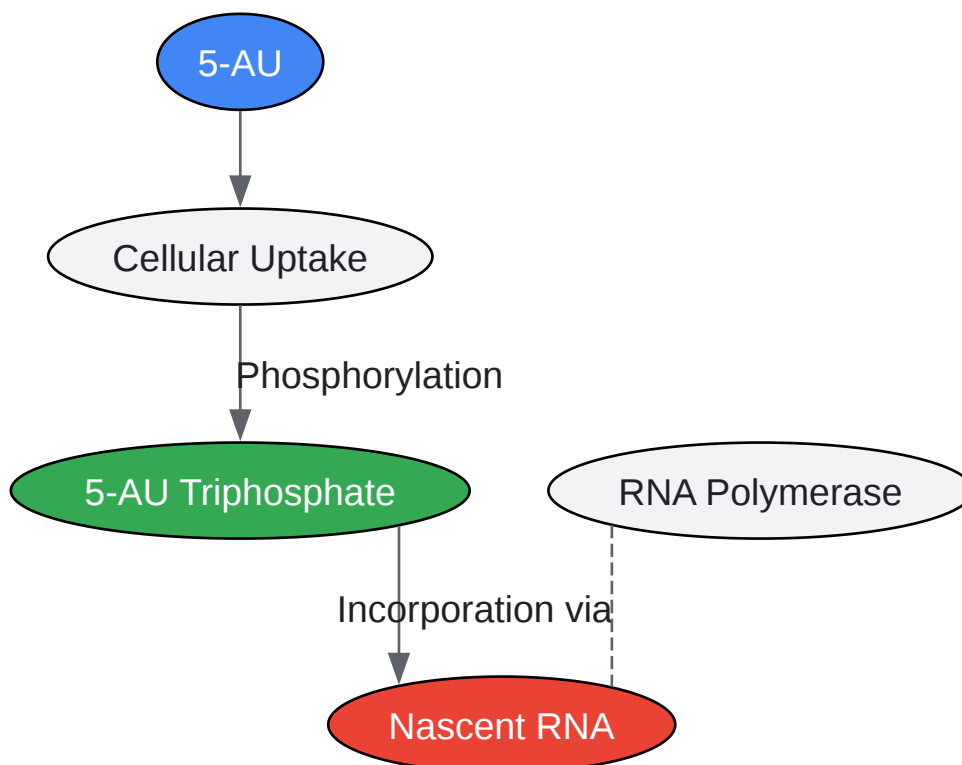 5-AU
Cellular Uptake
Phosphorylation
5-AU Triphosphate
RNA Polymerase
Incorporation via
Nascent RNA